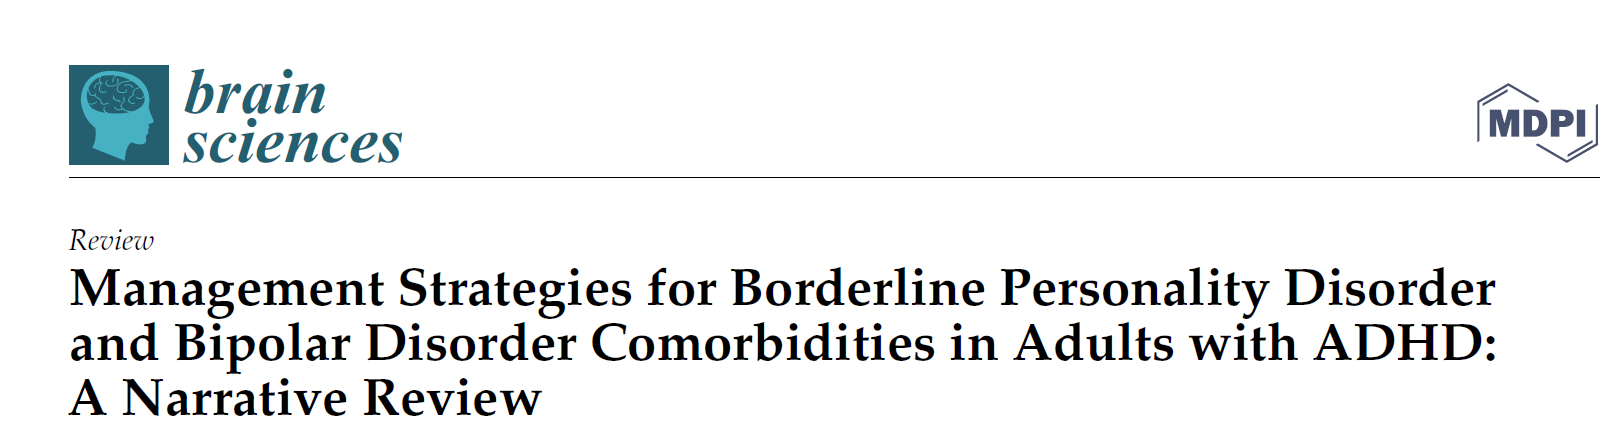 brain
sciences
MDPI
Review
Management Strategies for Borderline Personality Disorder
and Bipolar Disorder Comorbidities in Adults with ADHD:
A Narrative Review